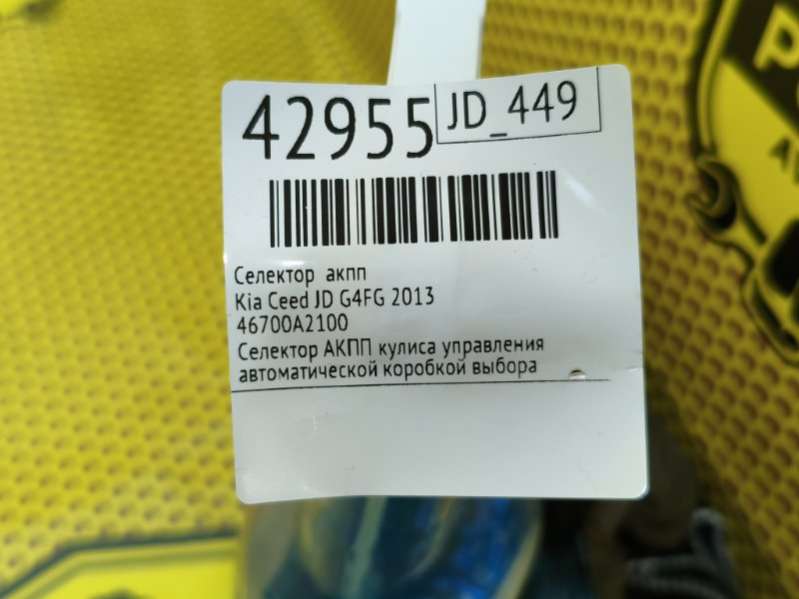 42955 JD_449
Селектор акпп
Kia Ceed JD G4FG 2013
46700A2100
Селектор АКПП кулиса управления
автоматической коробкой выбора